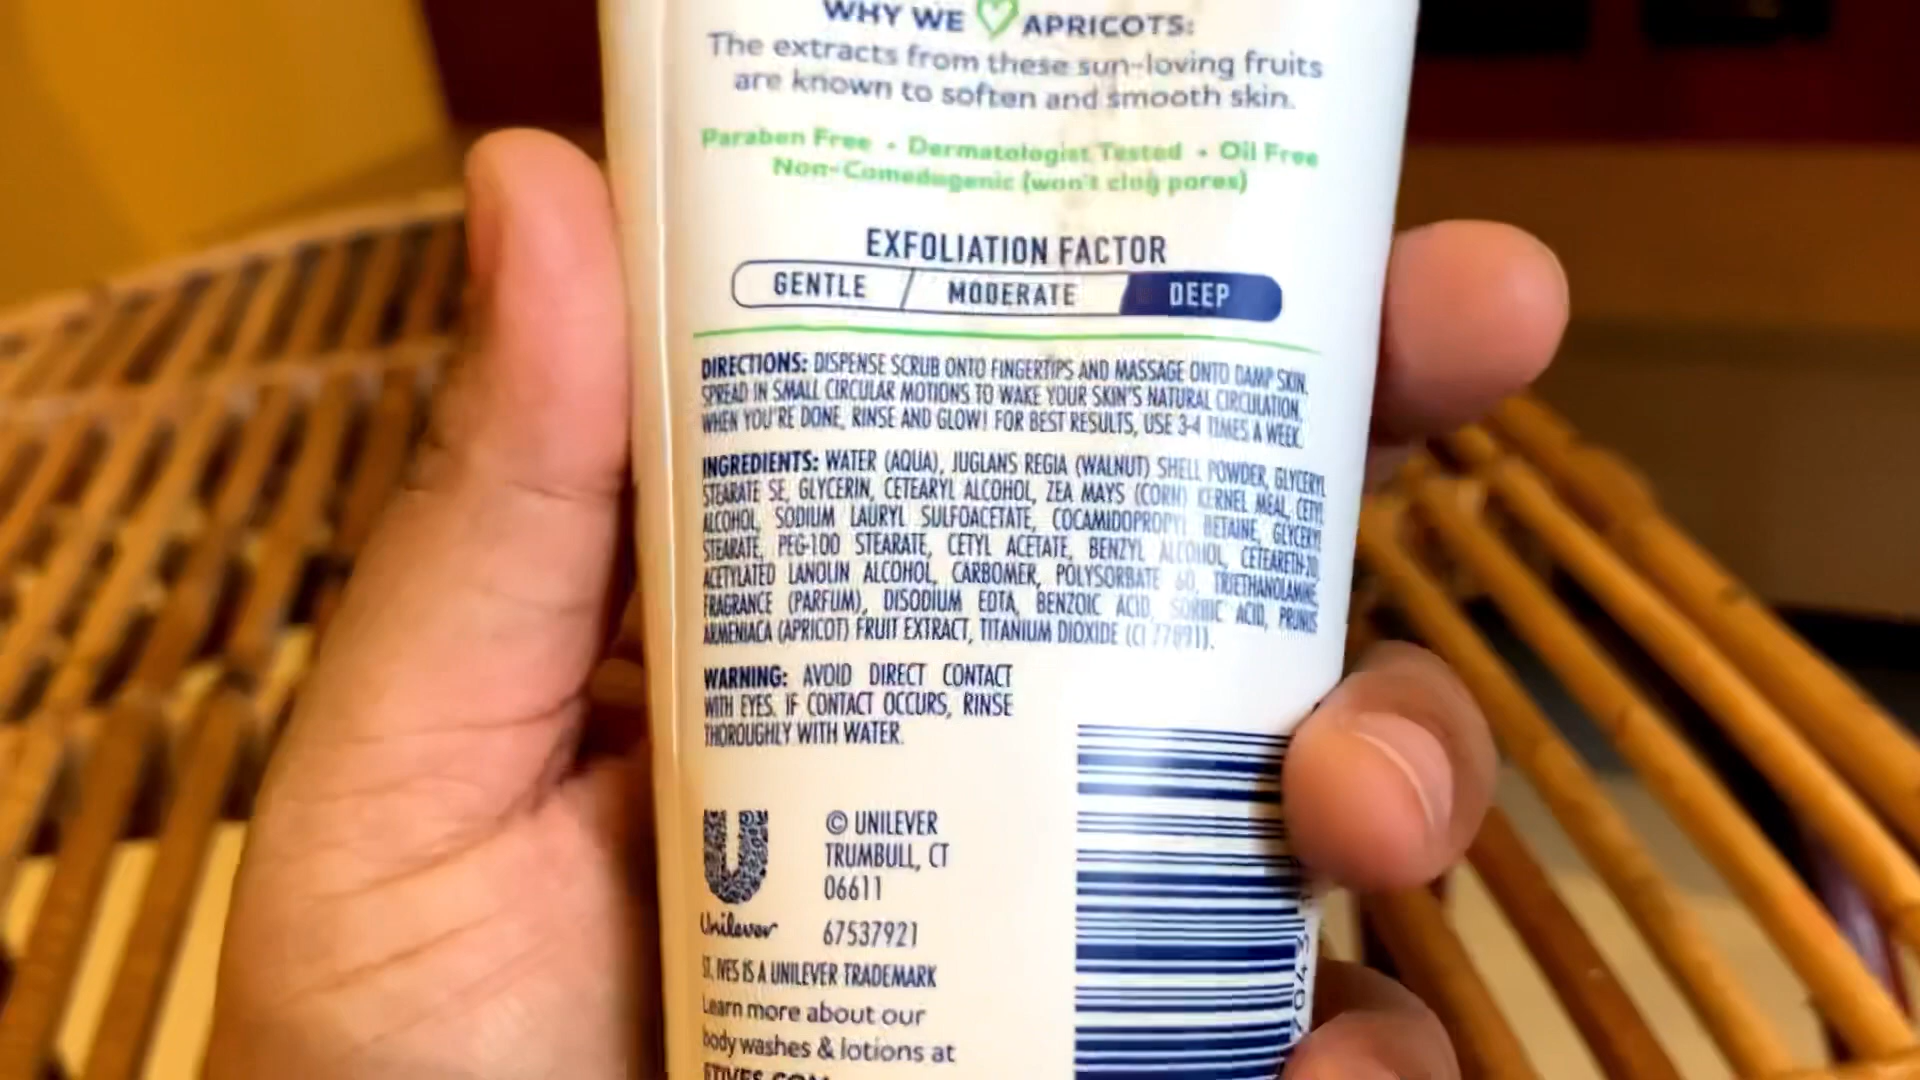 WHY WE APRICOTS:
The extracts from these sun-loving fruits
are known to soften and smooth skin.
Paraben Free • Dermatologist Tested • Oil Free
Non-Comedogenic (won't clog pores)
EXFOLIATION FACTOR
GENTLE MODERATE DEEP
DIRECTIONS: DISPENSE SCRUB ONTO FINGERTIPS AND MASSAGE ONTO DAMP SKIN.
SPREAD IN SMALL CIRCULAR MOTIONS TO WAKE YOUR SKIN'S NATURAL CIRCULATION.
WHEN YOU'RE DONE, RINSE AND GLOW! FOR BEST RESULTS, USE 3-4 TIMES A WEEK.
INGREDIENTS: WATER (AQUA), JUGLANS REGIA (WALNUT) SHELL POWDER, GLYCERYL
STEARATE SE, GLYCERIN, CETEARYL ALCOHOL, ZEA MAYS (CORN) KERNEL MEAL, CETYL
ALCOHOL, SODIUM LAURYL SULFOACETATE, COCAMIDOPROPYL BETAINE, GLYCERYL
STEARATE, PEG-100 STEARATE, CETYL ACETATE, BENZYL ALCOHOL, CETEARETH-20,
ACETYLATED LANOLIN ALCOHOL, CARBOMER, POLYSORBATE 60, TRIETHANOLAMINE,
FRAGRANCE (PARFUM), DISODIUM EDTA, BENZOIC ACID, SORBIC ACID, PRUNUS
ARMENIACA (APRICOT) FRUIT EXTRACT, TITANIUM DIOXIDE (CI 77891).
WARNING: AVOID DIRECT CONTACT
WITH EYES. IF CONTACT OCCURS, RINSE
THOROUGHLY WITH WATER.
© UNILEVER
TRUMBULL, CT
06611
Unilever 67537921
ST. IVES IS A UNILEVER TRADEMARK
Learn more about our
body washes & lotions at
STIVES.COM